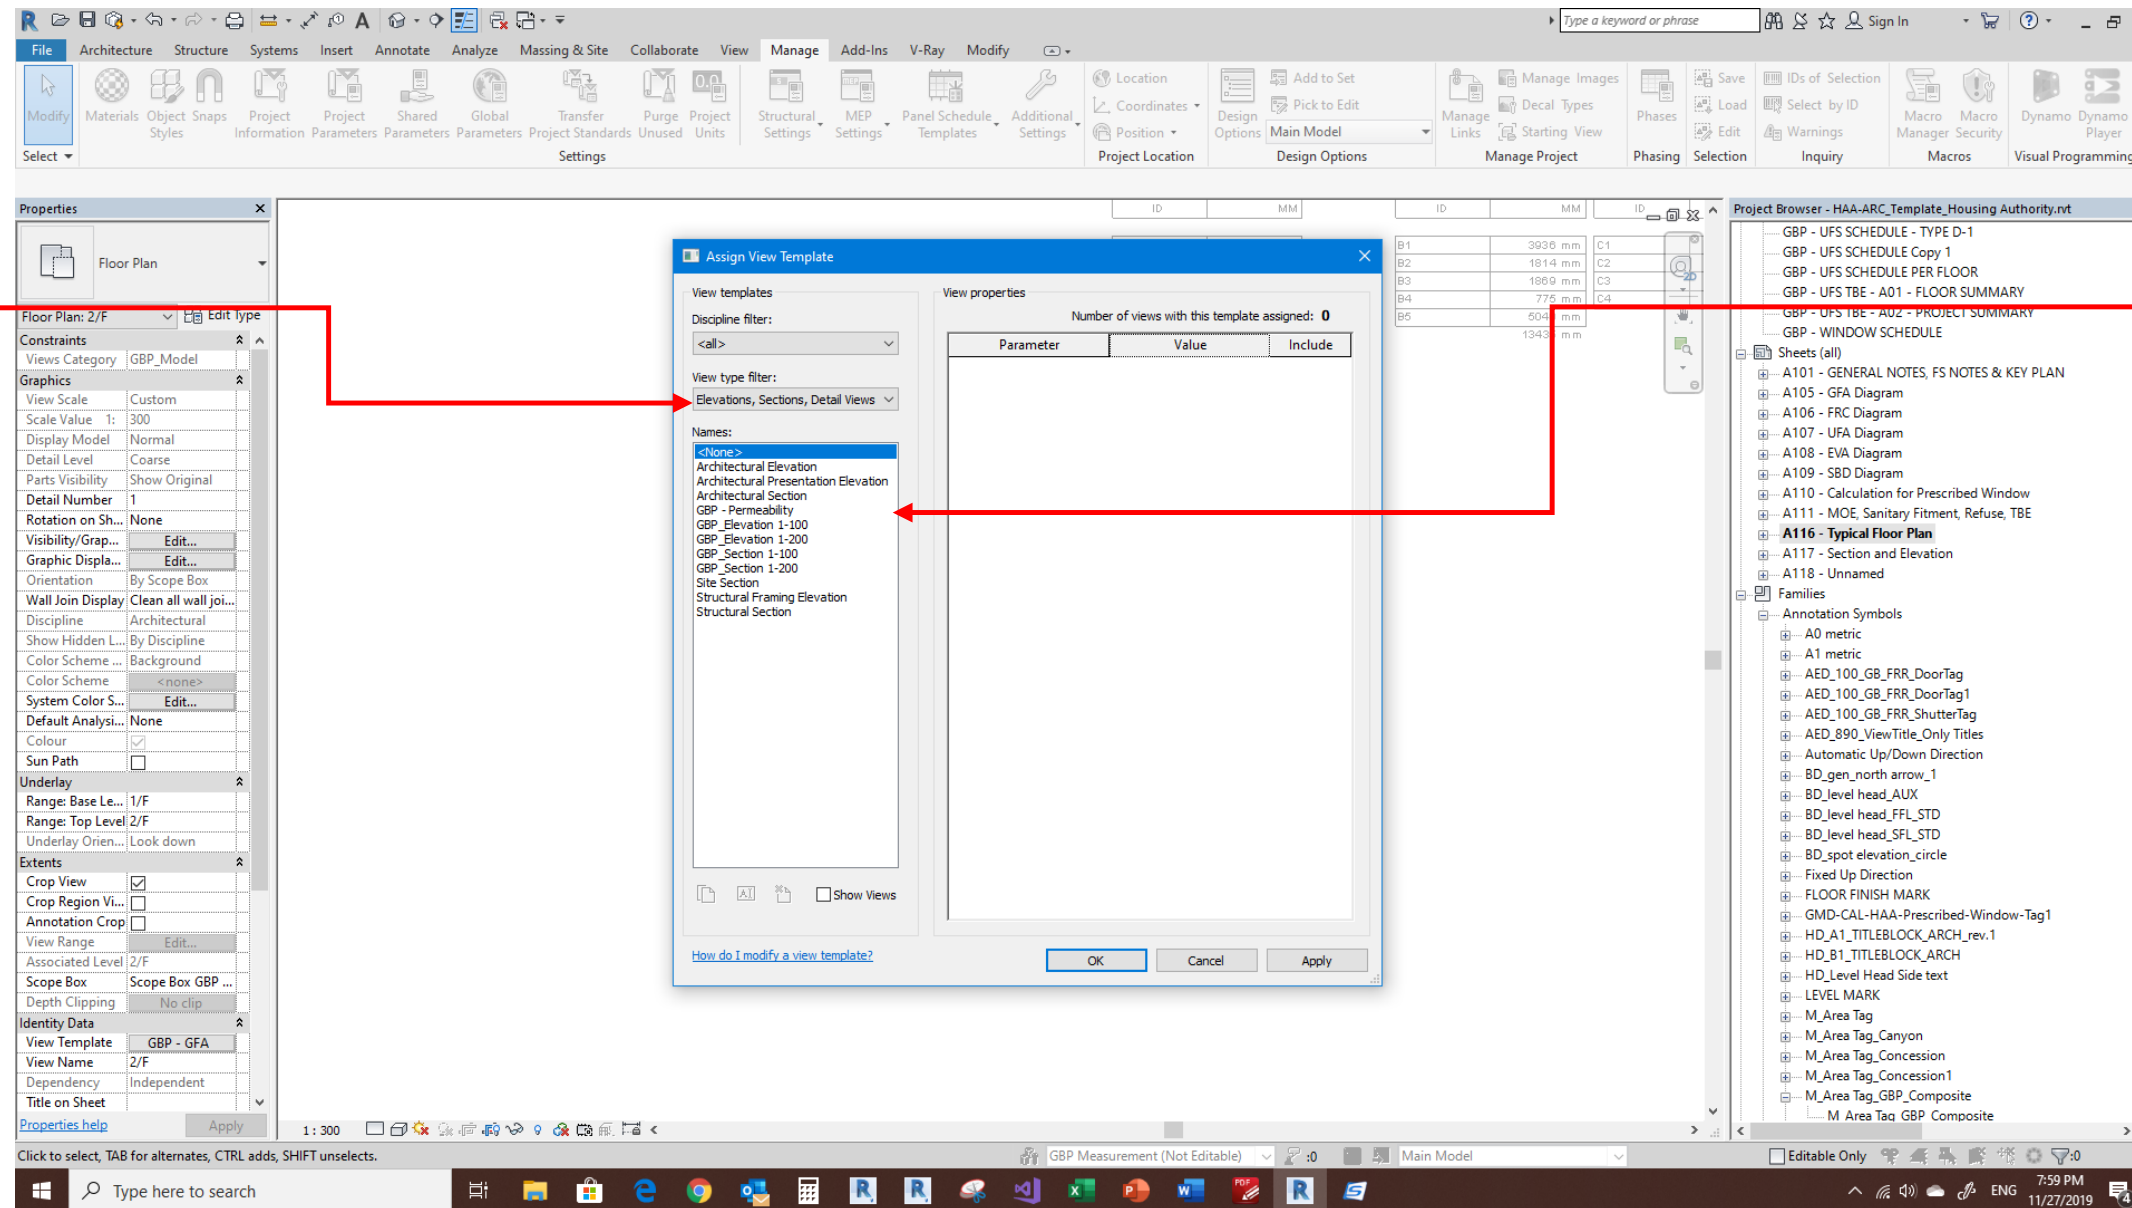 Type a keyword or phrase
Sign In
File Architecture Structure Systems Insert Annotate Analyze Massing & Site Collaborate View Manage Add-Ins V-Ray Modify
Modify
Materials
Object Styles
Snaps
Project Information
Project Parameters
Shared Parameters
Global Parameters
Transfer Project Standards
Purge Unused
Project Units
Structural Settings
MEP Settings
Panel Schedule Templates
Additional Settings
Location
Coordinates
Position
Design Options
Add to Set
Pick to Edit
Main Model
Manage Links
Manage Images
Decal Types
Starting View
Phases
Save
Load
Edit
IDs of Selection
Select by ID
Warnings
Macro Manager
Macro Security
Dynamo
Dynamo Player
Select Settings Project Location Design Options Manage Project Phasing Selection Inquiry Macros Visual Programming
Properties
Floor Plan
Floor Plan: 2/F Edit Type
Constraints
Views Category GBP_Model
Graphics
View Scale Custom
Scale Value 1: 300
Display Model Normal
Detail Level Coarse
Parts Visibility Show Original
Detail Number 1
Rotation on Sh... None
Visibility/Grap... Edit...
Graphic Displa... Edit...
Orientation By Scope Box
Wall Join Display Clean all wall joi...
Discipline Architectural
Show Hidden L... By Discipline
Color Scheme ... Background
Color Scheme <none>
System Color S... Edit...
Default Analysi... None
Colour
Sun Path
Underlay
Range: Base Le... 1/F
Range: Top Level 2/F
Underlay Orien... Look down
Extents
Crop View
Crop Region Vi...
Annotation Crop
View Range Edit...
Associated Level 2/F
Scope Box Scope Box GBP ...
Depth Clipping No clip
Identity Data
View Template GBP - GFA
View Name 2/F
Dependency Independent
Title on Sheet
Properties help Apply
ID MM ID MM ID
B1 3936 mm C1
B2 1814 mm C2
B3 1869 mm C3
B4 775 mm C4
B5 mm
mm
2D
Assign View Template
View templates
Discipline filter:
<all>
View type filter:
Elevations, Sections, Detail Views
Names:
<None>
Architectural Elevation
Architectural Presentation Elevation
Architectural Section
GBP - Permeability
GBP_Elevation 1-100
GBP_Elevation 1-200
GBP_Section 1-100
GBP_Section 1-200
Site Section
Structural Framing Elevation
Structural Section
Show Views
How do I modify a view template?
View properties
Number of views with this template assigned: 0
Parameter Value Include
OK Cancel Apply
Project Browser - HAA-ARC_Template_Housing Authority.rvt
GBP - UFS SCHEDULE - TYPE D-1
GBP - UFS SCHEDULE Copy 1
GBP - UFS SCHEDULE PER FLOOR
GBP - UFS TBE - A01 - FLOOR SUMMARY
GBP - UFS TBE - A02 - PROJECT SUMMARY
GBP - WINDOW SCHEDULE
Sheets (all)
A101 - GENERAL NOTES, FS NOTES & KEY PLAN
A105 - GFA Diagram
A106 - FRC Diagram
A107 - UFA Diagram
A108 - EVA Diagram
A109 - SBD Diagram
A110 - Calculation for Prescribed Window
A111 - MOE, Sanitary Fitment, Refuse, TBE
A116 - Typical Floor Plan
A117 - Section and Elevation
A118 - Unnamed
Families
Annotation Symbols
A0 metric
A1 metric
AED_100_GB_FRR_DoorTag
AED_100_GB_FRR_DoorTag1
AED_100_GB_FRR_ShutterTag
AED_890_ViewTitle_Only Titles
Automatic Up/Down Direction
BD_gen_north arrow_1
BD_level head_AUX
BD_level head_FFL_STD
BD_level head_SFL_STD
BD_spot elevation_circle
Fixed Up Direction
FLOOR FINISH MARK
GMD-CAL-HAA-Prescribed-Window-Tag1
HD_A1_TITLEBLOCK_ARCH_rev.1
HD_B1_TITLEBLOCK_ARCH
HD_Level Head Side text
LEVEL MARK
M_Area Tag
M_Area Tag_Canyon
M_Area Tag_Concession
M_Area Tag_Concession1
M_Area Tag_GBP_Composite
M_Area Tag_GBP_Composite
1 : 300
Click to select, TAB for alternates, CTRL adds, SHIFT unselects.
GBP Measurement (Not Editable) :0 Main Model
Editable Only :0
Type here to search
ENG
7:59 PM
11/27/2019
4